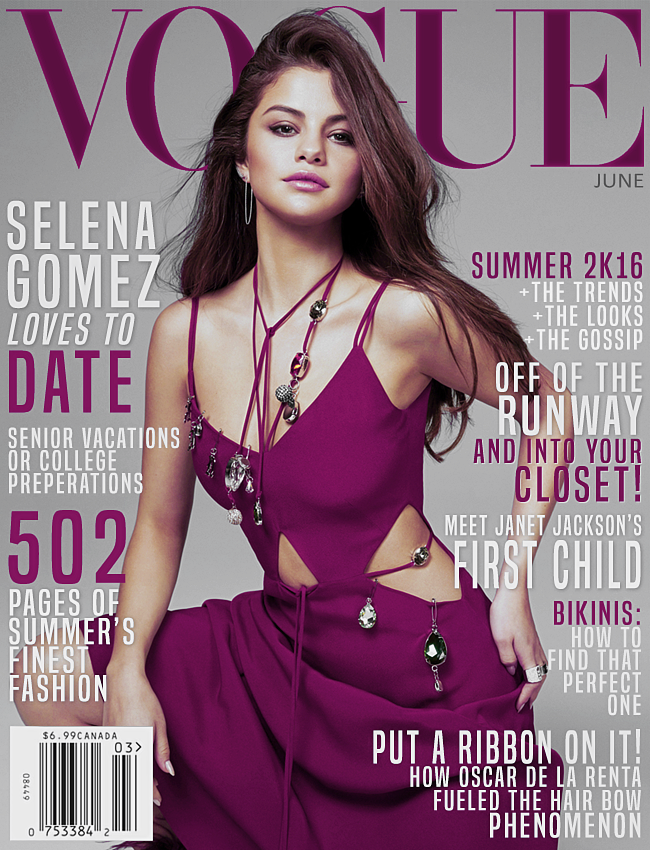 VOGUE
JUNE
SELENA
GOMEZ
LOVES TO
DATE
SENIOR VACATIONS
OR COLLEGE
PREPERATIONS
502
PAGES OF
SUMMER'S
FINEST
FASHION
SUMMER 2K16
+THE TRENDS
+THE LOOKS
+THE GOSSIP
OFF OF THE
RUNWAY
AND INTO YOUR
CLOSET!
MEET JANET JACKSON'S
FIRST CHILD
BIKINIS:
HOW TO
FIND THAT
PERFECT
ONE
PUT A RIBBON ON IT!
HOW OSCAR DE LA RENTA
FUELED THE HAIR BOW
PHENOMENON
$6.99CANADA
03>
08449
0 753384 2